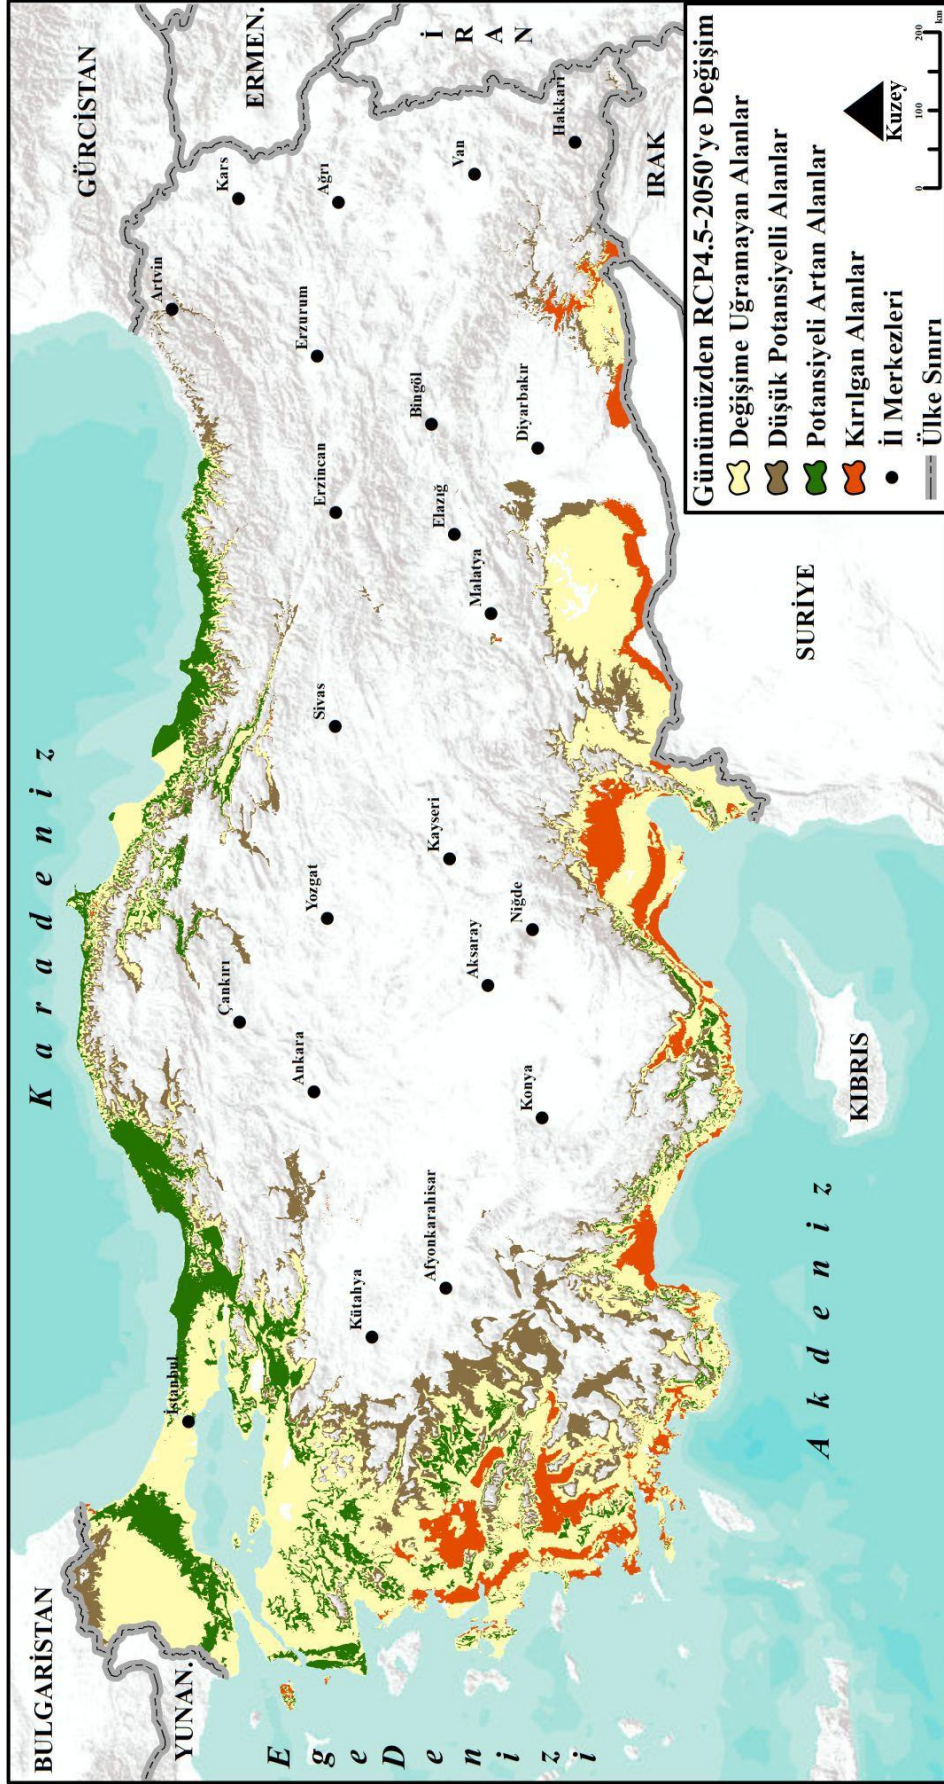 BULGARİSTAN
YUNAN.
GÜRCİSTAN
ERMEN.
İRAN
IRAK
SURİYE
KIBRIS
Karadeniz
Ege Denizi
Akdeniz
İstanbul
Artvin
Kars
Ağrı
Erzurum
Erzincan
Sivas
Yozgat
Çankırı
Ankara
Kütahya
Afyonkarahisar
Konya
Aksaray
Niğde
Kayseri
Malatya
Elazığ
Bingöl
Diyarbakır
Van
Hakkari
Günümüzden RCP4.5-2050'ye Değişim
Değişime Uğramayan Alanlar
Düşük Potansiyelli Alanlar
Potansiyeli Artan Alanlar
Kırılgan Alanlar
İl Merkezleri
Ülke Sınırı
Kuzey
0 100 200
km